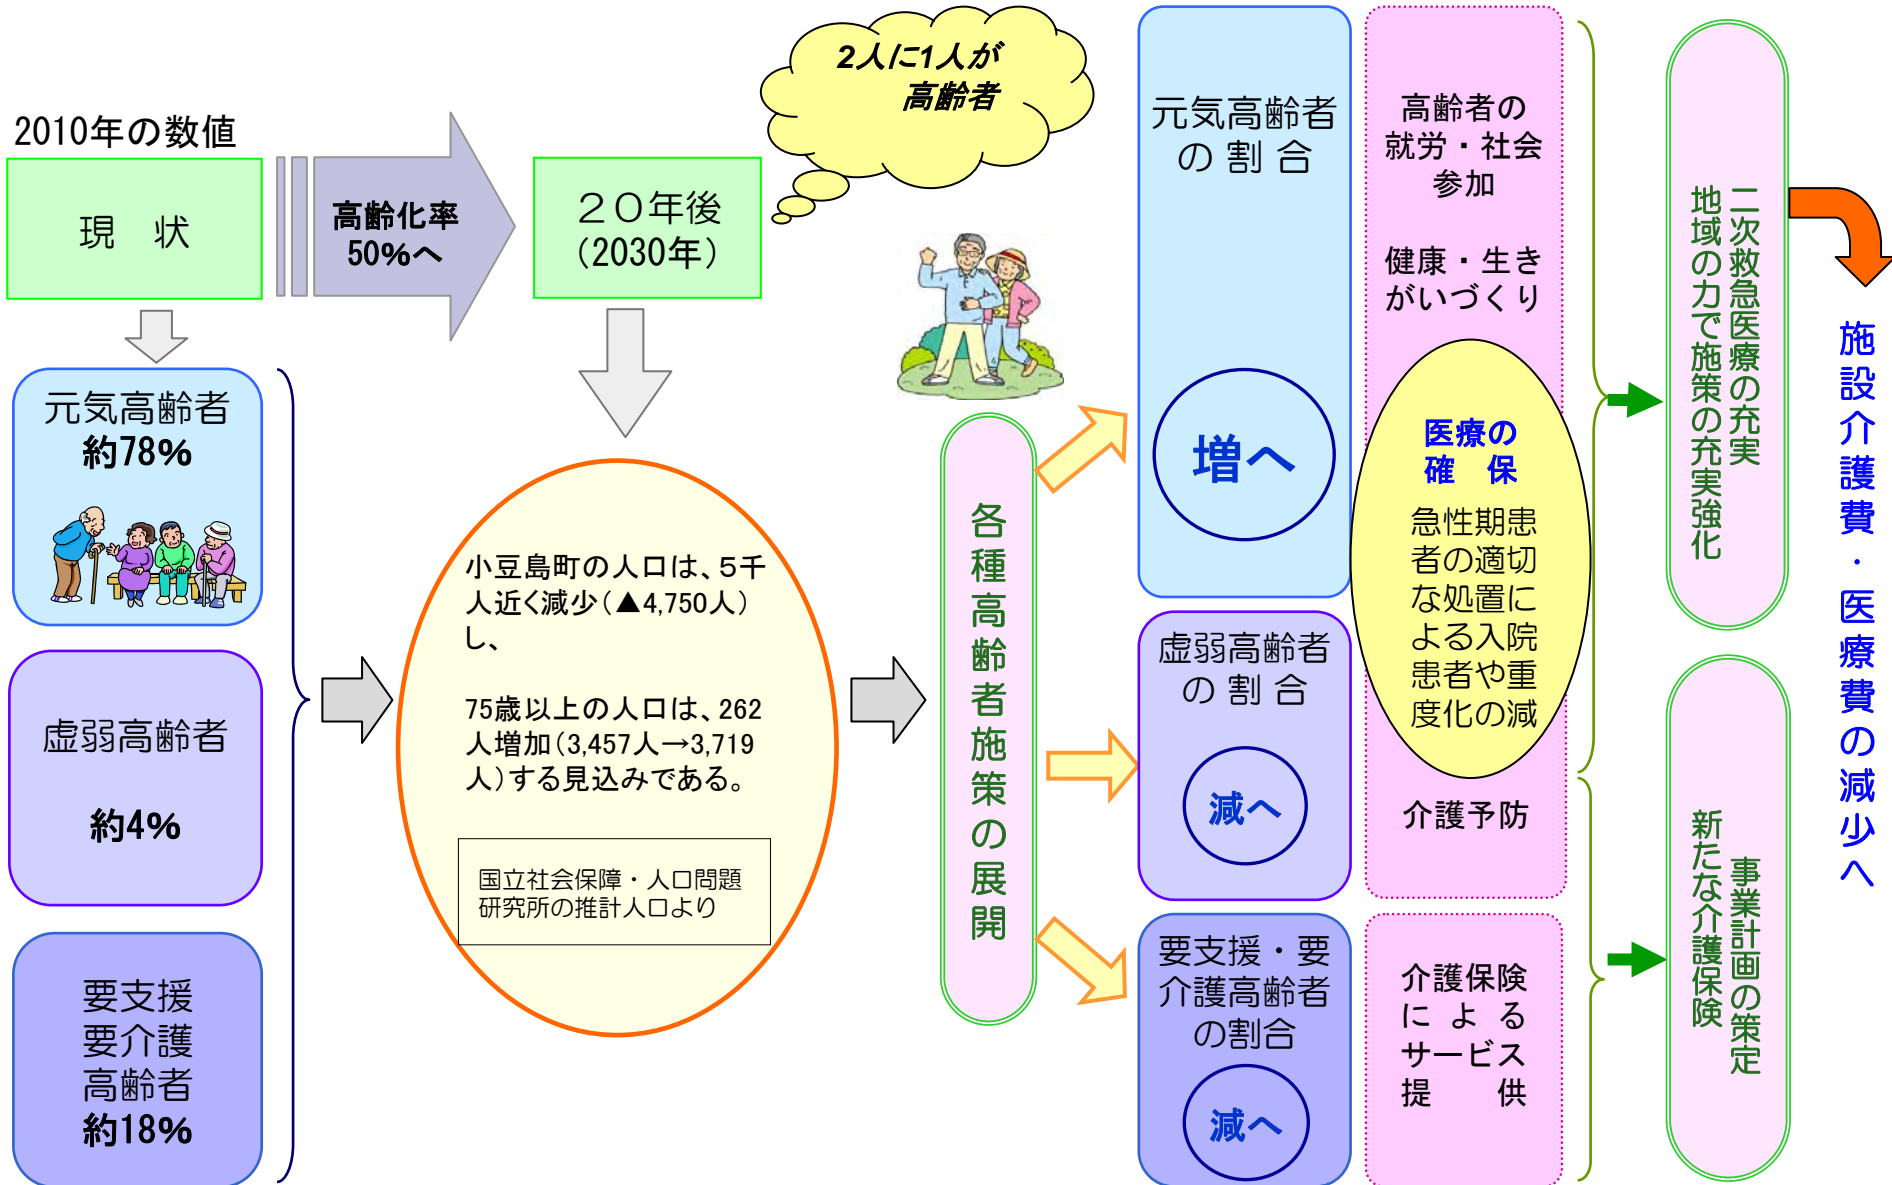 2010年の数値
現　状
高齢化率
50%へ
２０年後
（2030年）
2人に1人が
高齢者
元気高齢者
約78%
虚弱高齢者
約4%
要支援
要介護
高齢者
約18%
小豆島町の人口は、５千
人近く減少（▲4,750人）
し、
75歳以上の人口は、262
人増加（3,457人→3,719
人）する見込みである。
国立社会保障・人口問題
研究所の推計人口より
各種高齢者施策の展開
元気高齢者
の 割 合
増へ
虚弱高齢者
の 割 合
減へ
要支援・要
介護高齢者
の割合
減へ
高齢者の
就労・社会
参加
健康・生き
がいづくり
医療の
確　保
急性期患
者の適切
な処置に
よる入院
患者や重
度化の減
介護予防
介護保険
に よ る
サービス
提　　供
二次救急医療の充実
地域の力で施策の充実強化
新たな介護保険
事業計画の策定
施設介護費・医療費の減少へ